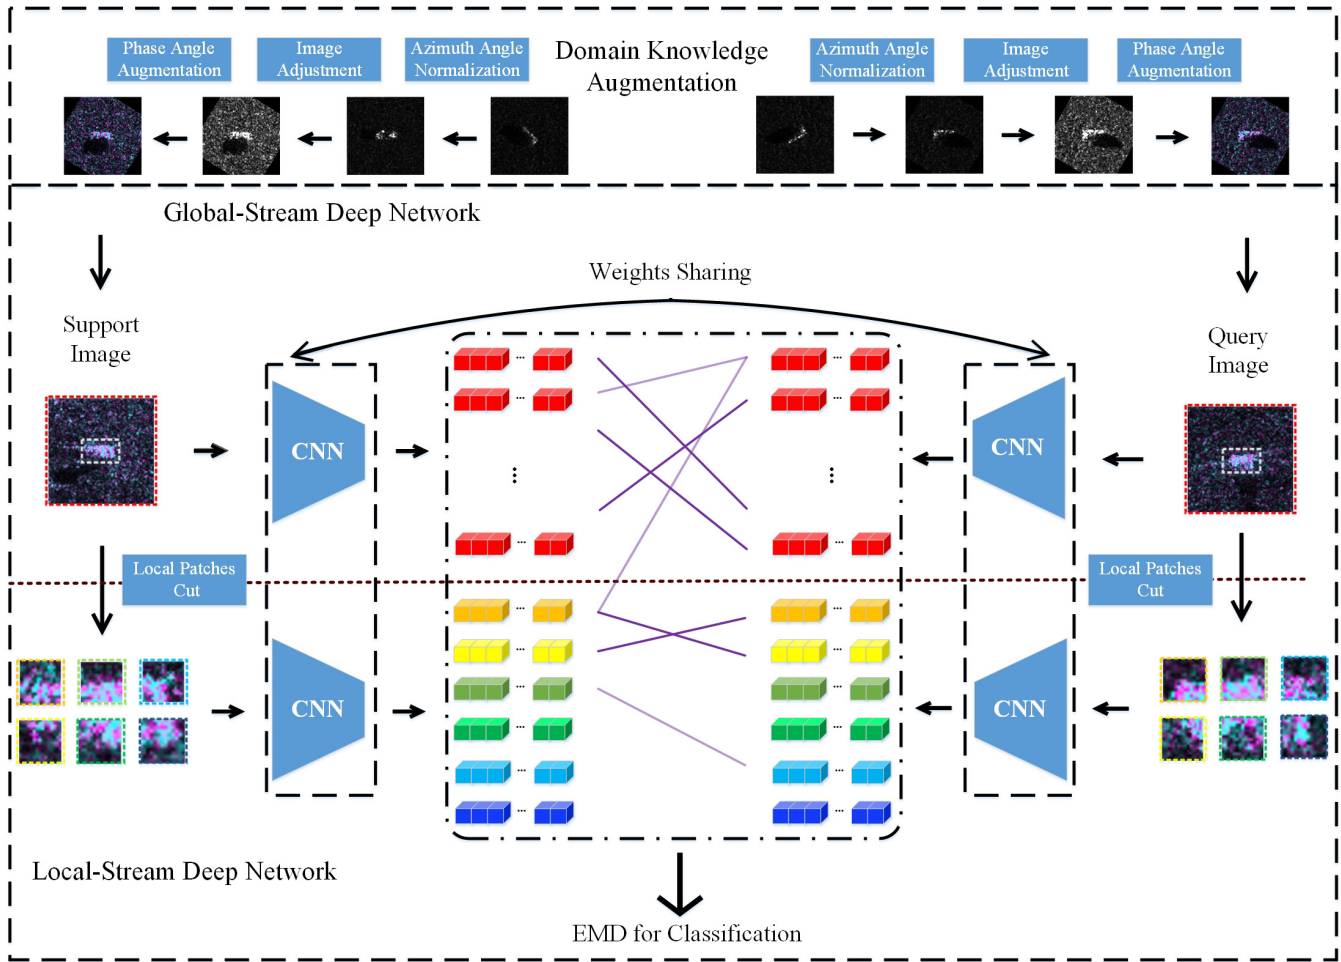 Phase Angle
Augmentation
Image
Adjustment
Azimuth Angle
Normalization
Domain Knowledge
Augmentation
Azimuth Angle
Normalization
Image
Adjustment
Phase Angle
Augmentation
Global-Stream Deep Network
Weights Sharing
Support
Image
Query
Image
CNN
...
...
...
...
CNN
...
...
Local Patches
Cut
Local Patches
Cut
CNN
...
...
...
...
...
...
...
...
...
...
...
...
CNN
Local-Stream Deep Network
EMD for Classification